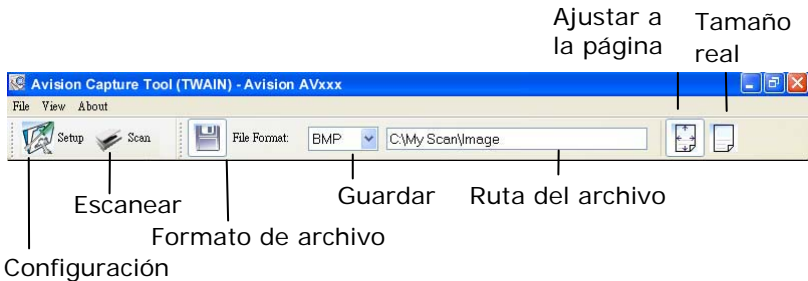 Ajustar a
la página
Tamaño
real
Avision Capture Tool (TWAIN) - Avision AVxxx
File View About
Setup Scan File Format: BMP C:\My Scan\Image
Escanear
Guardar
Ruta del archivo
Formato de archivo
Configuración